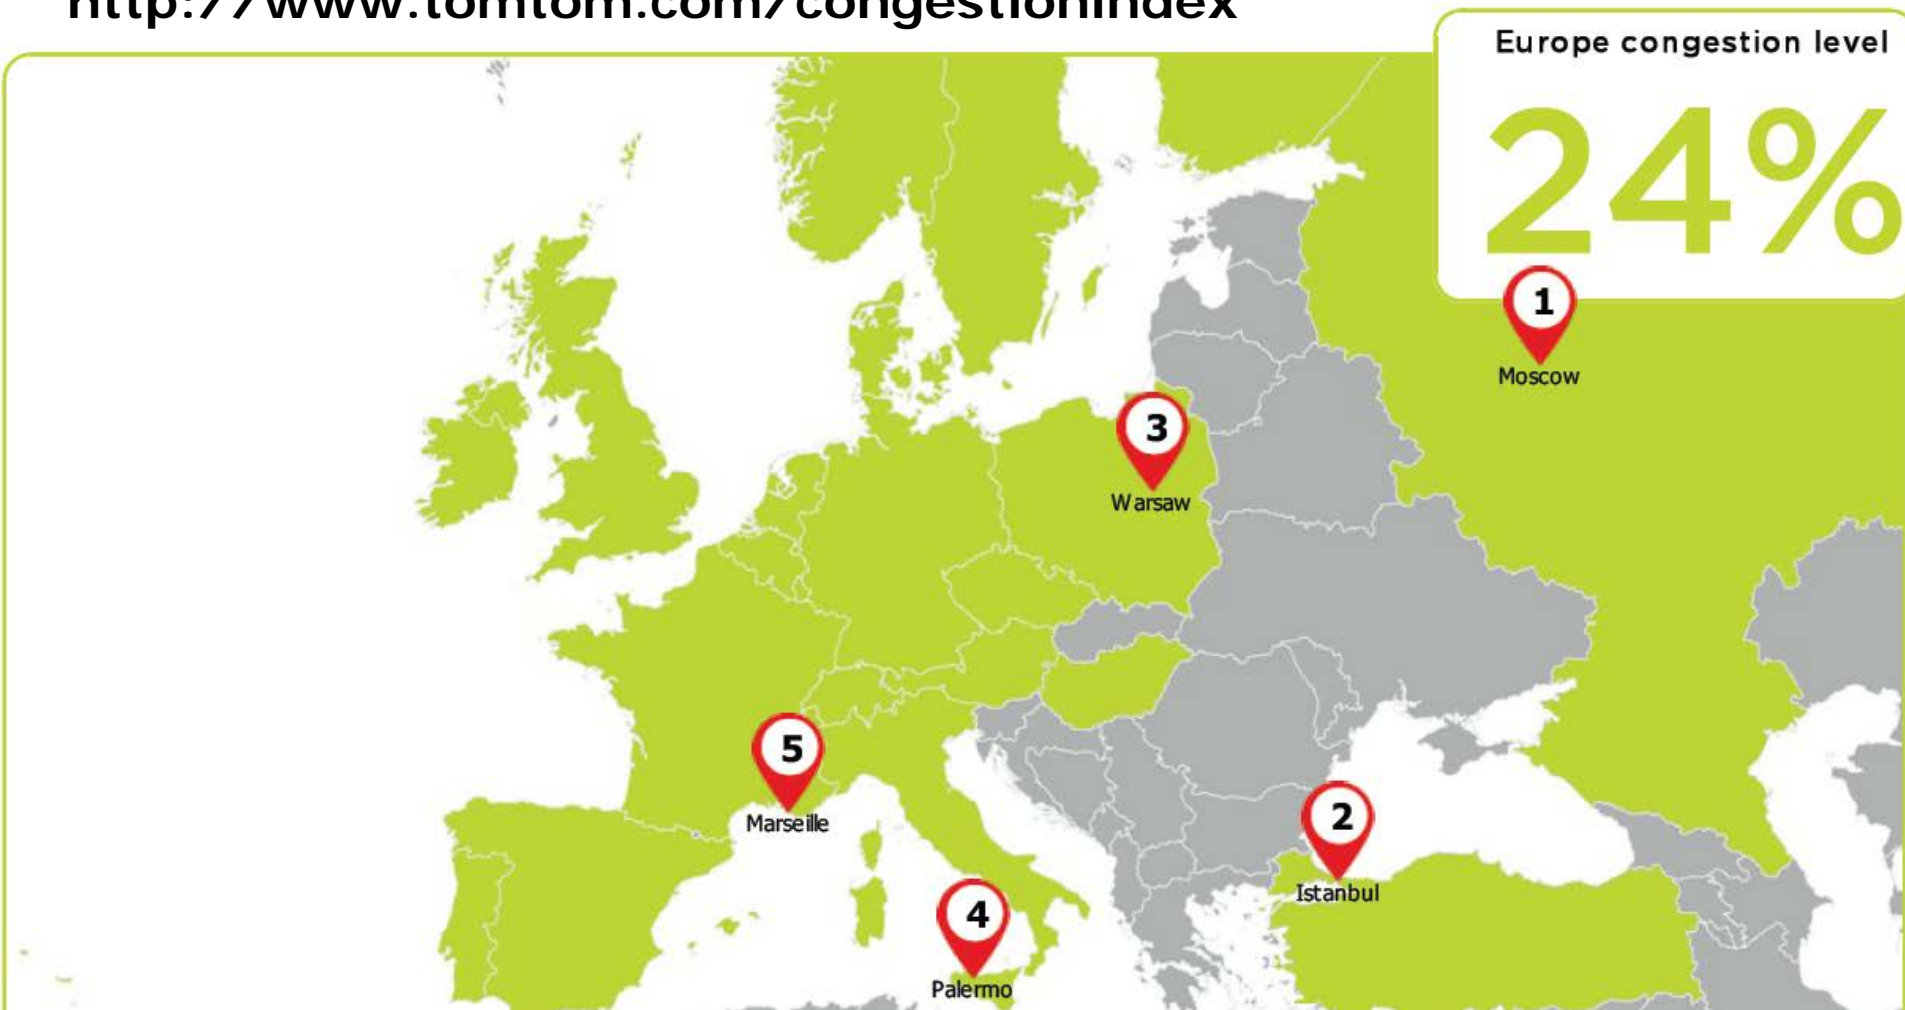 http://www.tomtom.com/congestionindex
Europe congestion level
24%
1
Moscow
3
Warsaw
5
Marseille
2
Istanbul
4
Palermo